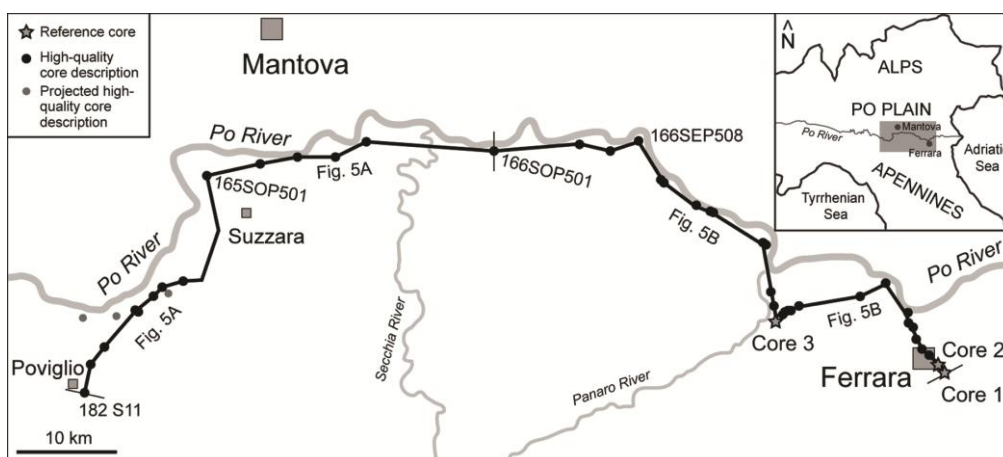 Reference core
High-quality
core description
Projected high-
quality core
description
Mantova
Po River
165SOP501
Fig. 5A
166SOP501
166SEP508
Suzzara
Po River
Fig. 5A
Poviglio
182 S11
10 km
Secchia River
Panaro River
Fig. 5B
Core 3
Fig. 5B
Po River
Ferrara
Core 2
Core 1
N
ALPS
PO PLAIN
Po River
Mantova
Ferrara
Adriatic
Sea
APENNINES
Tyrrhenian
Sea